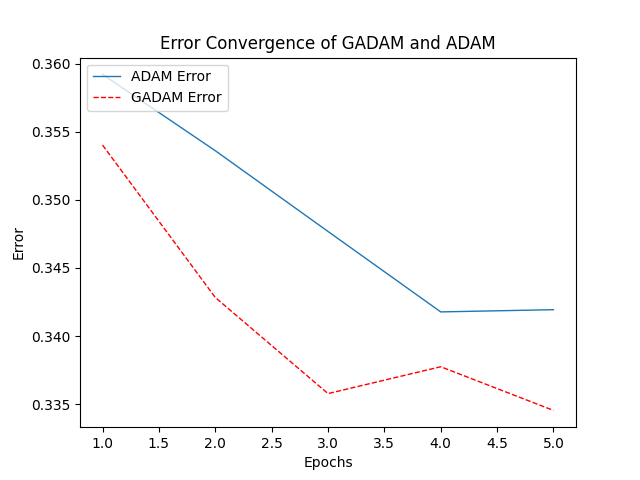 Error Convergence of GADAM and ADAM
ADAM Error
GADAM Error
0.360
0.355
0.350
0.345
0.340
0.335
Error
1.0 1.5 2.0 2.5 3.0 3.5 4.0 4.5 5.0
Epochs